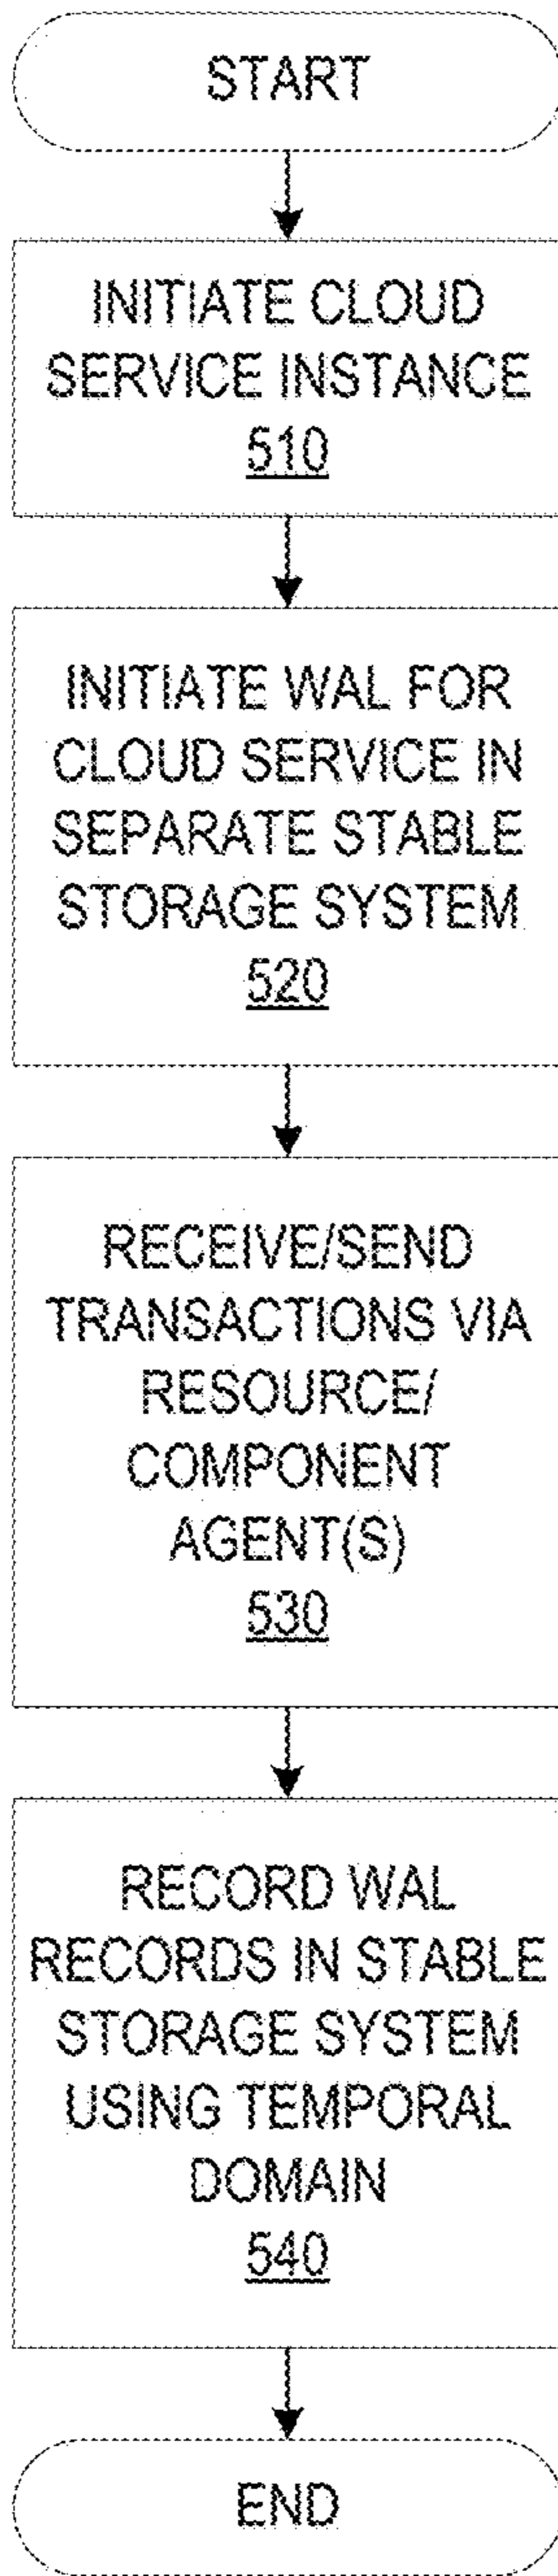 START
INITIATE CLOUD
SERVICE INSTANCE
510
INITIATE WAL FOR
CLOUD SERVICE IN
SEPARATE STABLE
STORAGE SYSTEM
520
RECEIVE/SEND
TRANSACTIONS VIA
RESOURCE/
COMPONENT
AGENT(S)
530
RECORD WAL
RECORDS IN STABLE
STORAGE SYSTEM
USING TEMPORAL
DOMAIN
540
END